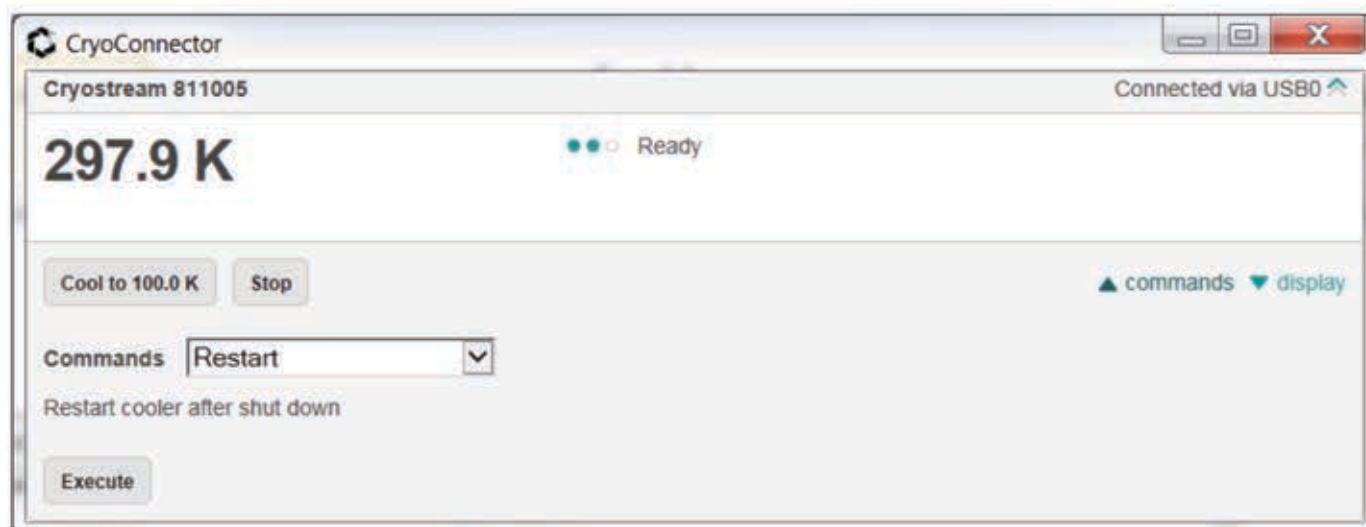 CryoConnector
Cryostream 811005 Connected via USB0
297.9 K Ready
Cool to 100.0 K Stop commands display
Commands Restart
Restart cooler after shut down
Execute